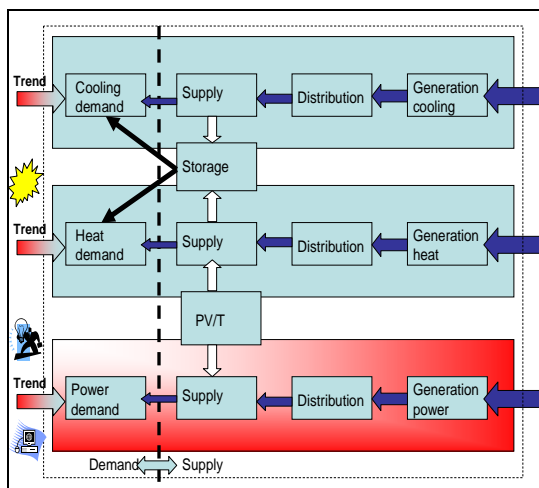 Trend
Cooling demand
Supply
Distribution
Generation cooling
Storage
Trend
Heat demand
Supply
Distribution
Generation heat
PV/T
Trend
Power demand
Supply
Distribution
Generation power
Demand
Supply